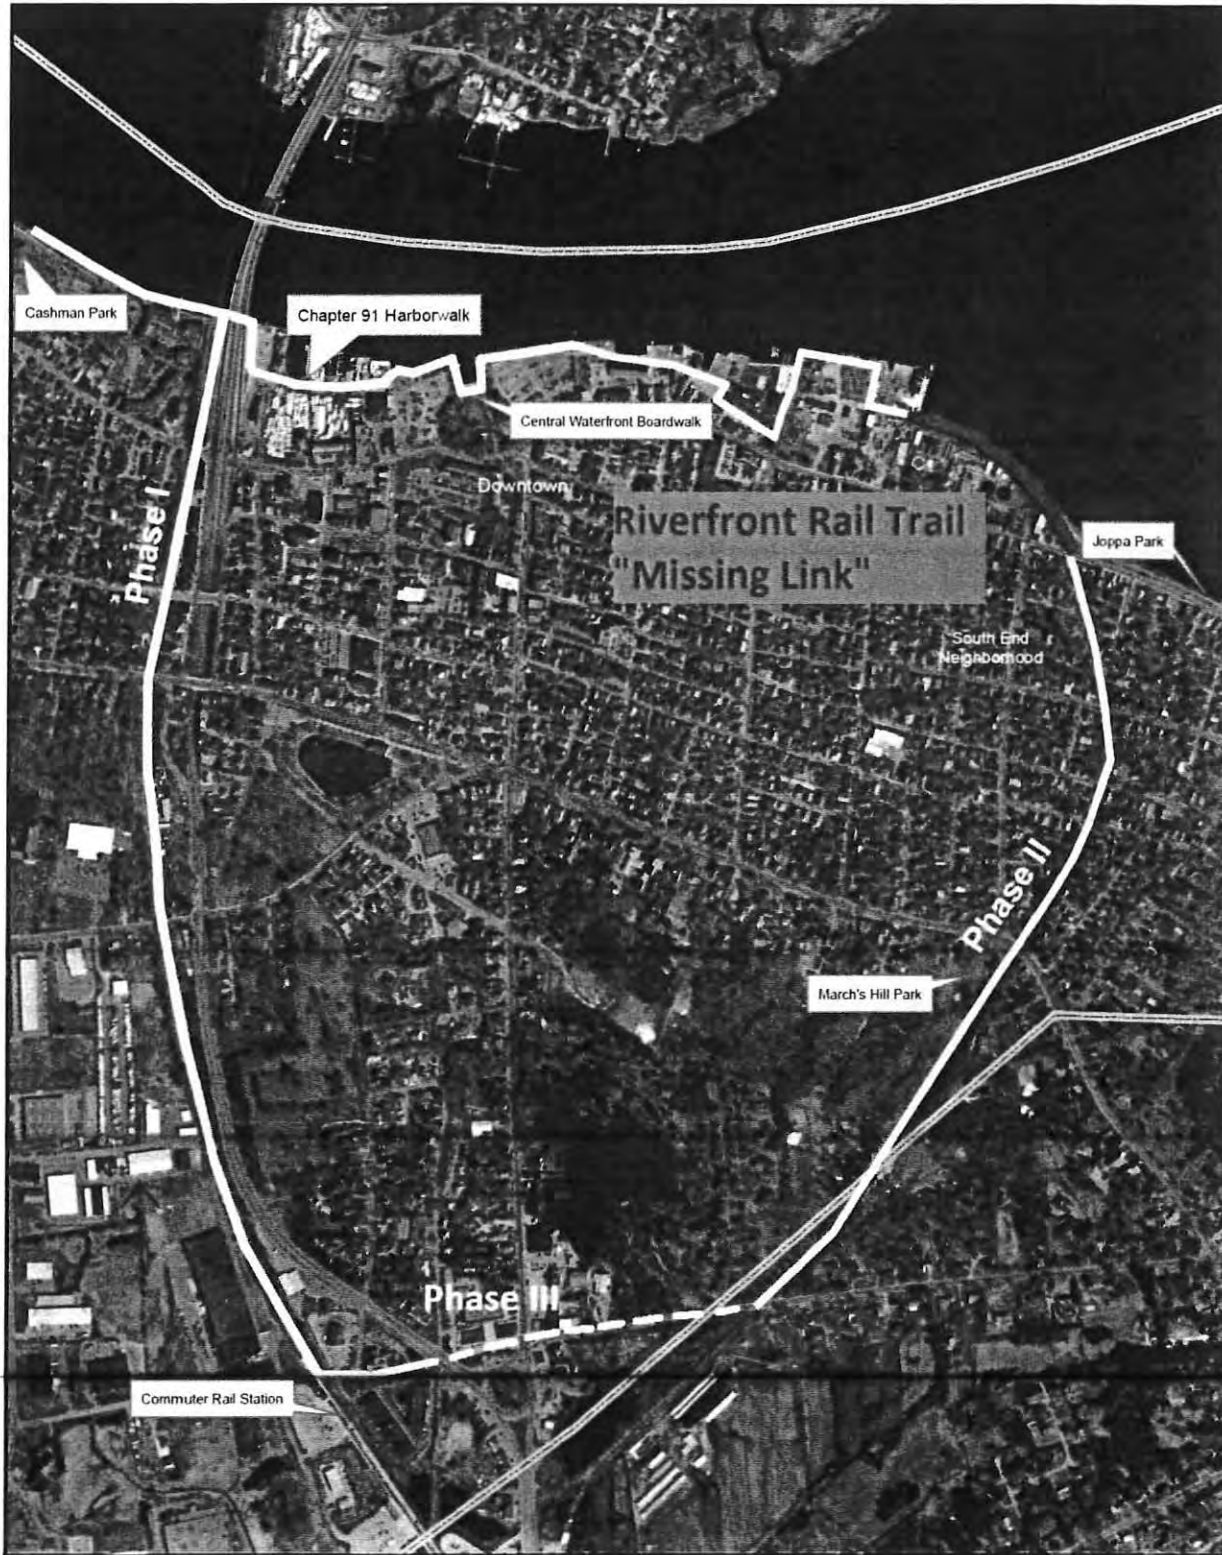 Cashman Park
Chapter 91 Harborwalk
Central Waterfront Boardwalk
Downtown
Riverfront Rail Trail
"Missing Link"
Joppa Park
Phase I
South End
Neighborhood
Phase II
March's Hill Park
Phase III
Commuter Rail Station